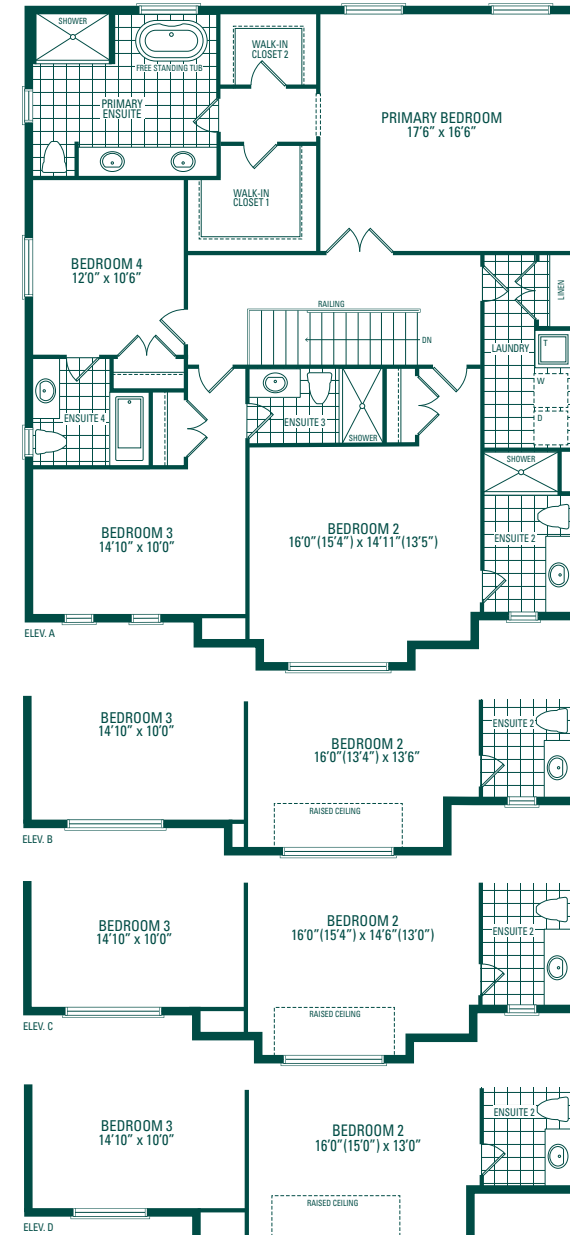 SHOWER
FREE STANDING TUB
WALK-IN
CLOSET 2
PRIMARY
ENSUITE
PRIMARY BEDROOM
17'6" x 16'6"
WALK-IN
CLOSET 1
BEDROOM 4
12'0" x 10'6"
RAILING
DN
LINEN
LAUNDRY
T
W
D
ENSUITE 4
ENSUITE 3
SHOWER
SHOWER
BEDROOM 3
14'10" x 10'0"
BEDROOM 2
16'0"(15'4") x 14'11"(13'5")
ENSUITE 2
ELEV. A
BEDROOM 3
14'10" x 10'0"
BEDROOM 2
16'0"(13'4") x 13'6"
ENSUITE 2
RAISED CEILING
ELEV. B
BEDROOM 3
14'10" x 10'0"
BEDROOM 2
16'0"(15'4") x 14'6"(13'0")
ENSUITE 2
RAISED CEILING
ELEV. C
BEDROOM 3
14'10" x 10'0"
BEDROOM 2
16'0"(15'0") x 13'0"
ENSUITE 2
RAISED CEILING
ELEV. D